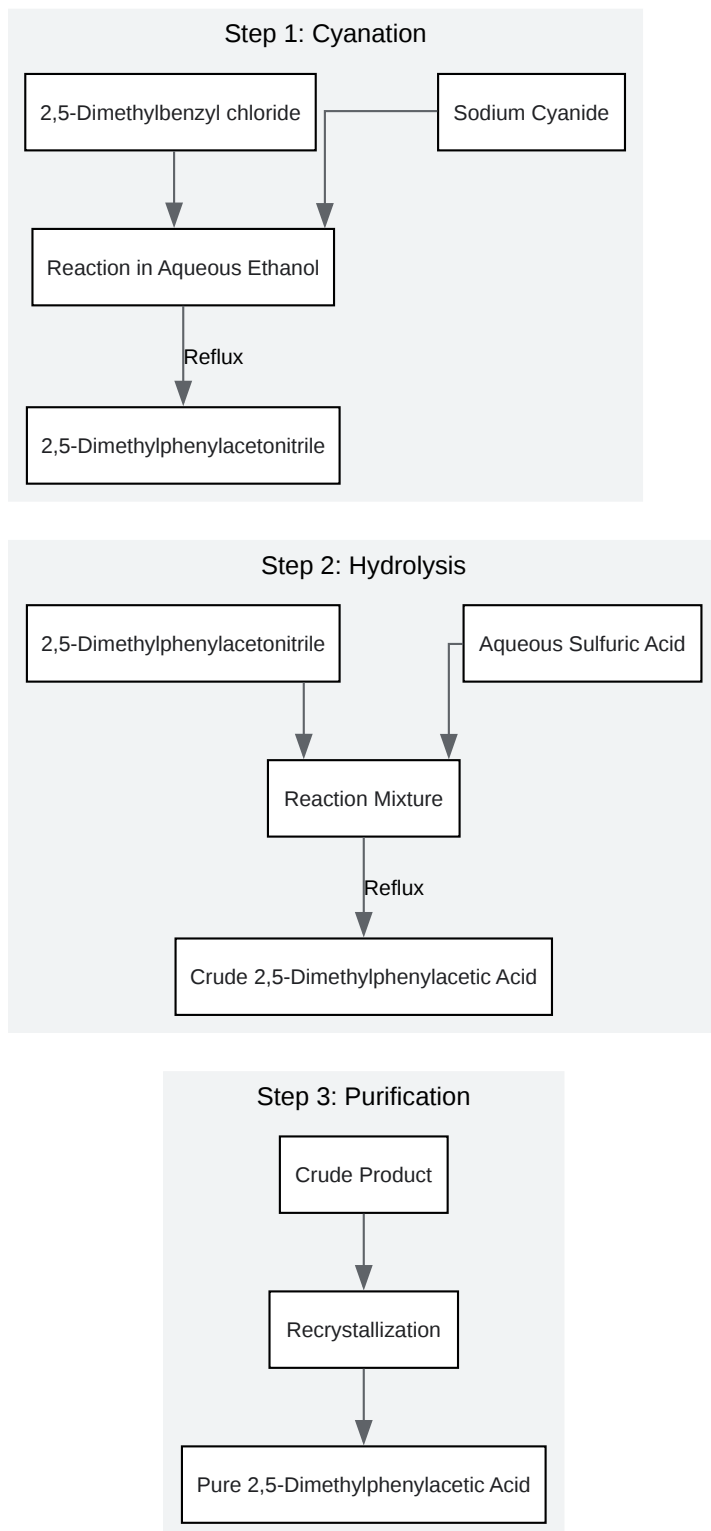 Step 1: Cyanation
2,5-Dimethylbenzyl chloride
Sodium Cyanide
Reaction in Aqueous Ethanol
Reflux
2,5-Dimethylphenylacetonitrile
Step 2: Hydrolysis
2,5-Dimethylphenylacetonitrile
Aqueous Sulfuric Acid
Reaction Mixture
Reflux
Crude 2,5-Dimethylphenylacetic Acid
Step 3: Purification
Crude Product
Recrystallization
Pure 2,5-Dimethylphenylacetic Acid